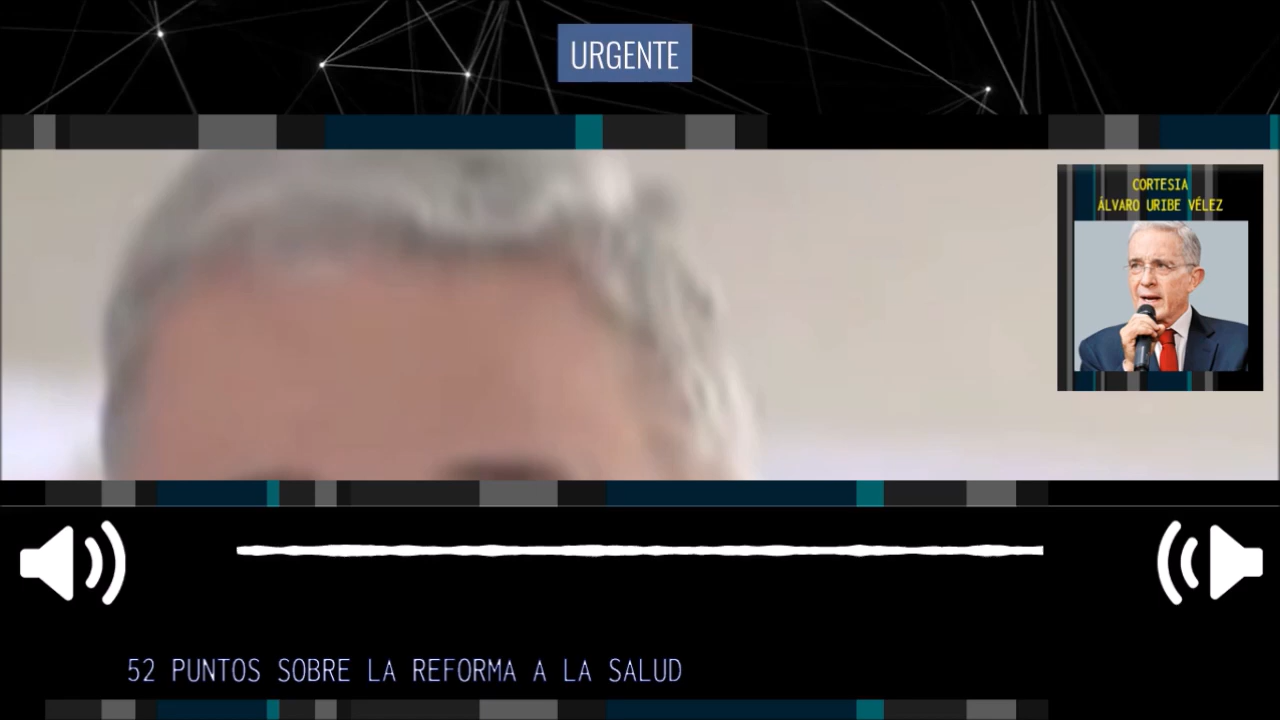 URGENTE
CORTESIA
ÁLVARO URIBE VÉLEZ
52 PUNTOS SOBRE LA REFORMA A LA SALUD